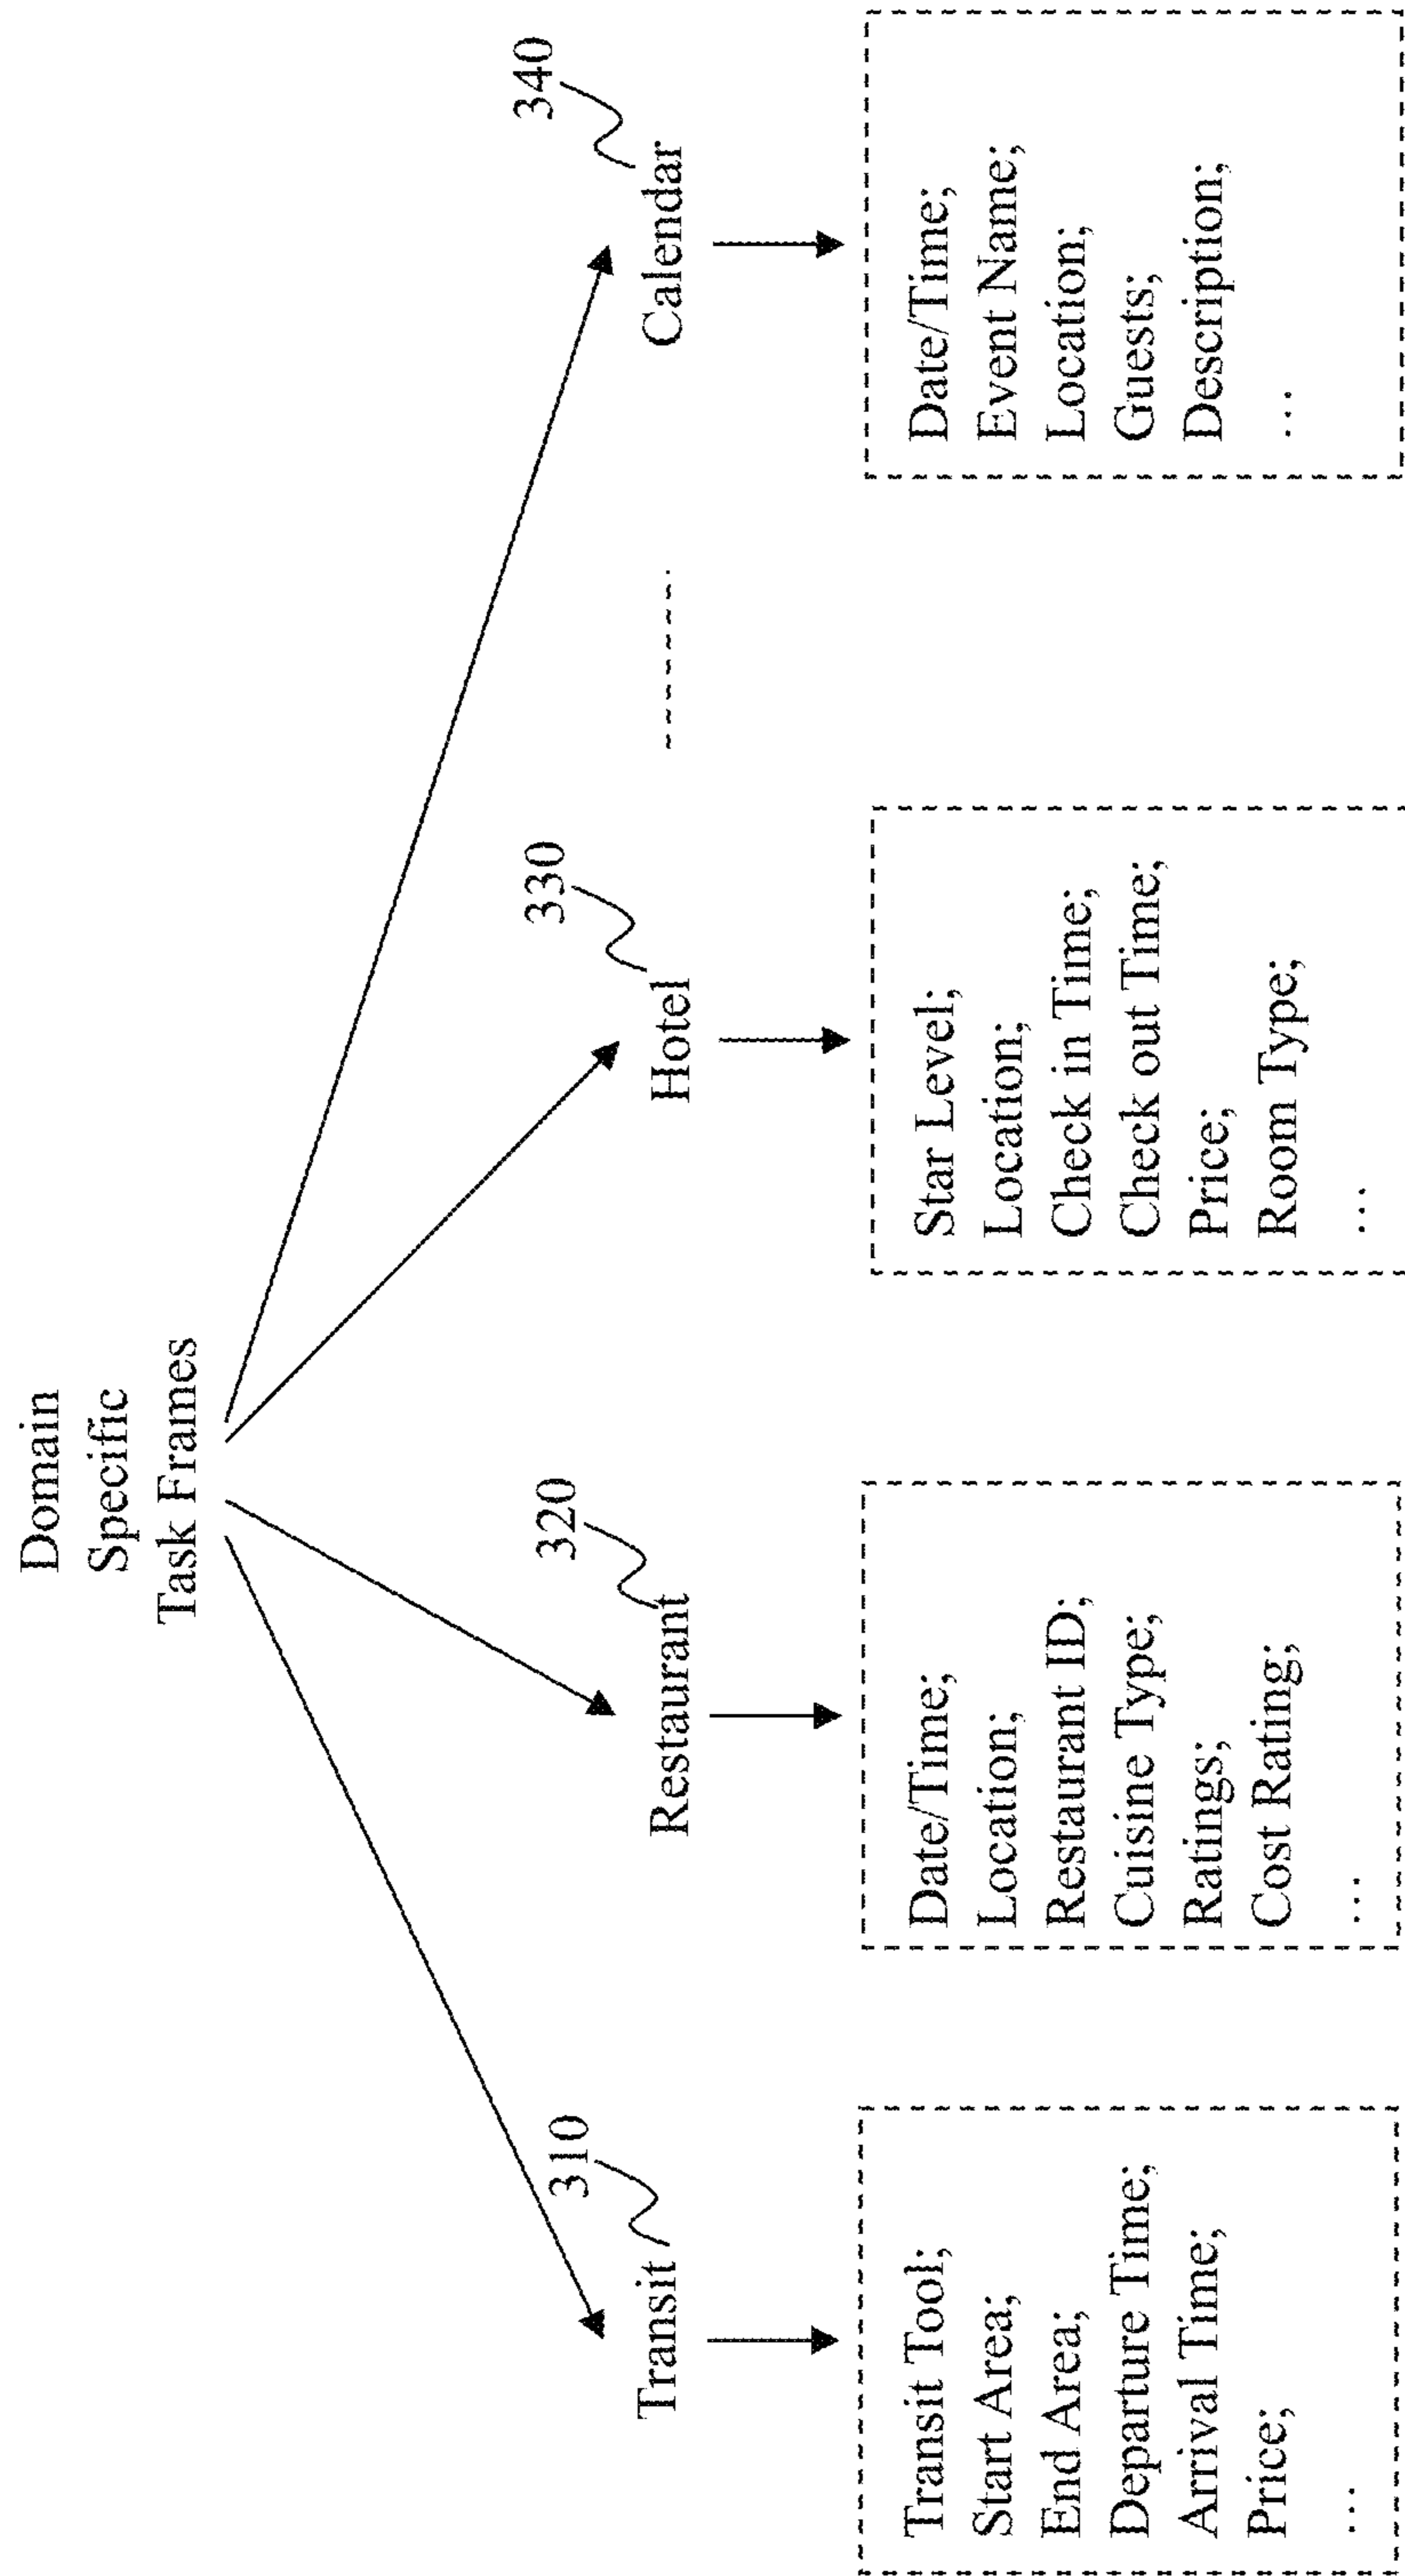 Domain
Specific
Task Frames
310
Transit
320
Restaurant
330
Hotel
340
Calendar
Transit Tool;
Start Area;
End Area;
Departure Time;
Arrival Time;
Price;
...
Date/Time;
Location;
Restaurant ID;
Cuisine Type;
Ratings;
Cost Rating;
...
Star Level;
Location;
Check in Time;
Check out Time;
Price;
Room Type;
...
Date/Time;
Event Name;
Location;
Guests;
Description;
...